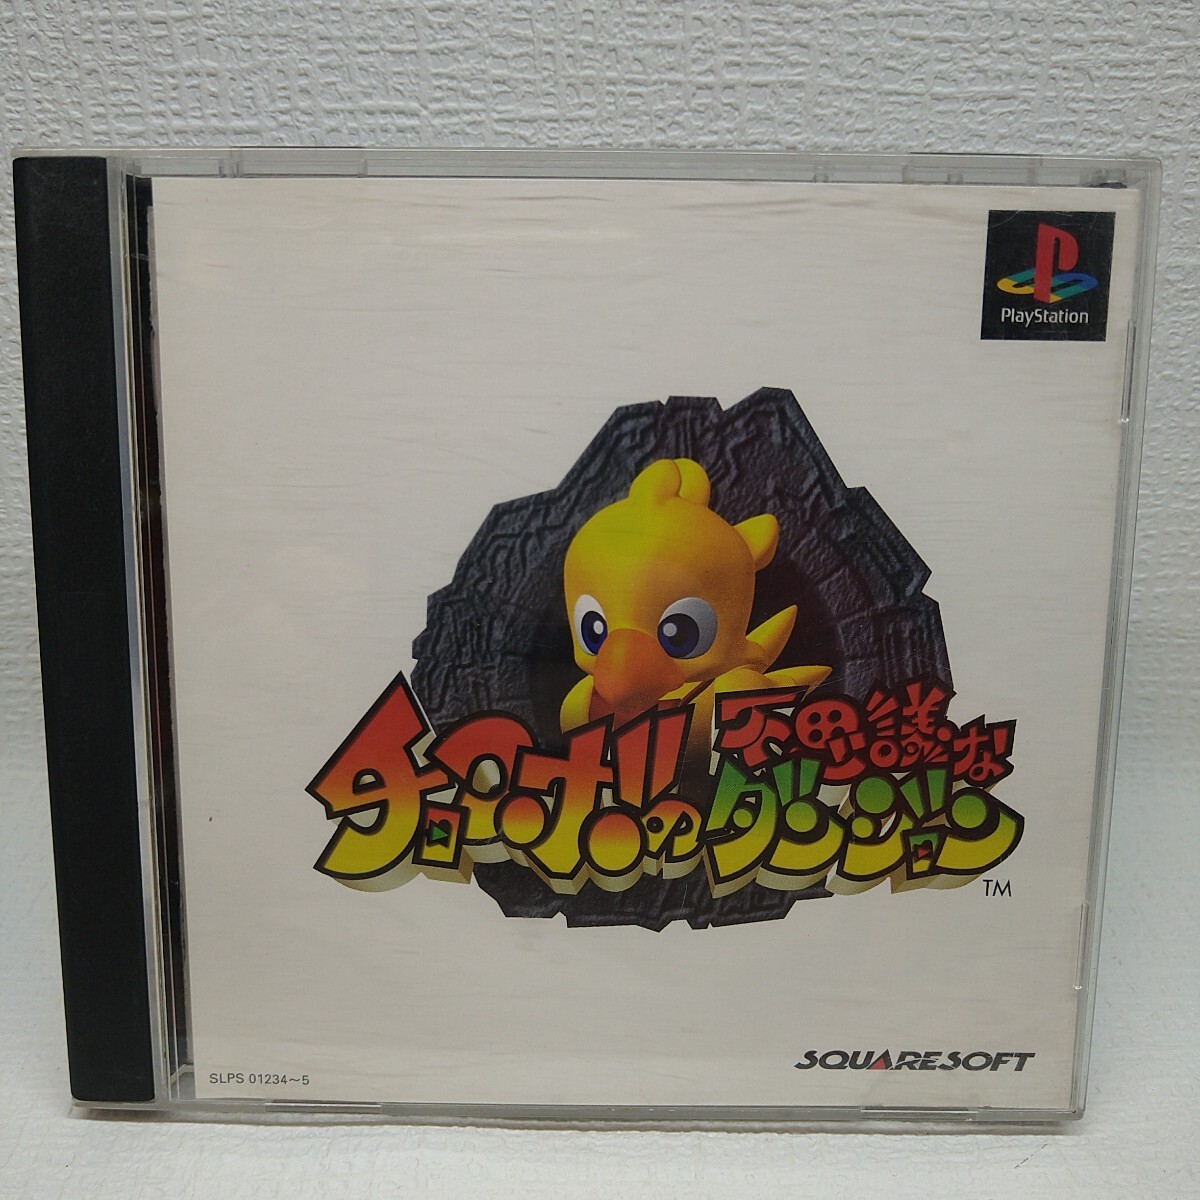 PlayStation
チョコボの
不思議な
ダンジョン
TM
SQUARESOFT
SLPS 01234～5